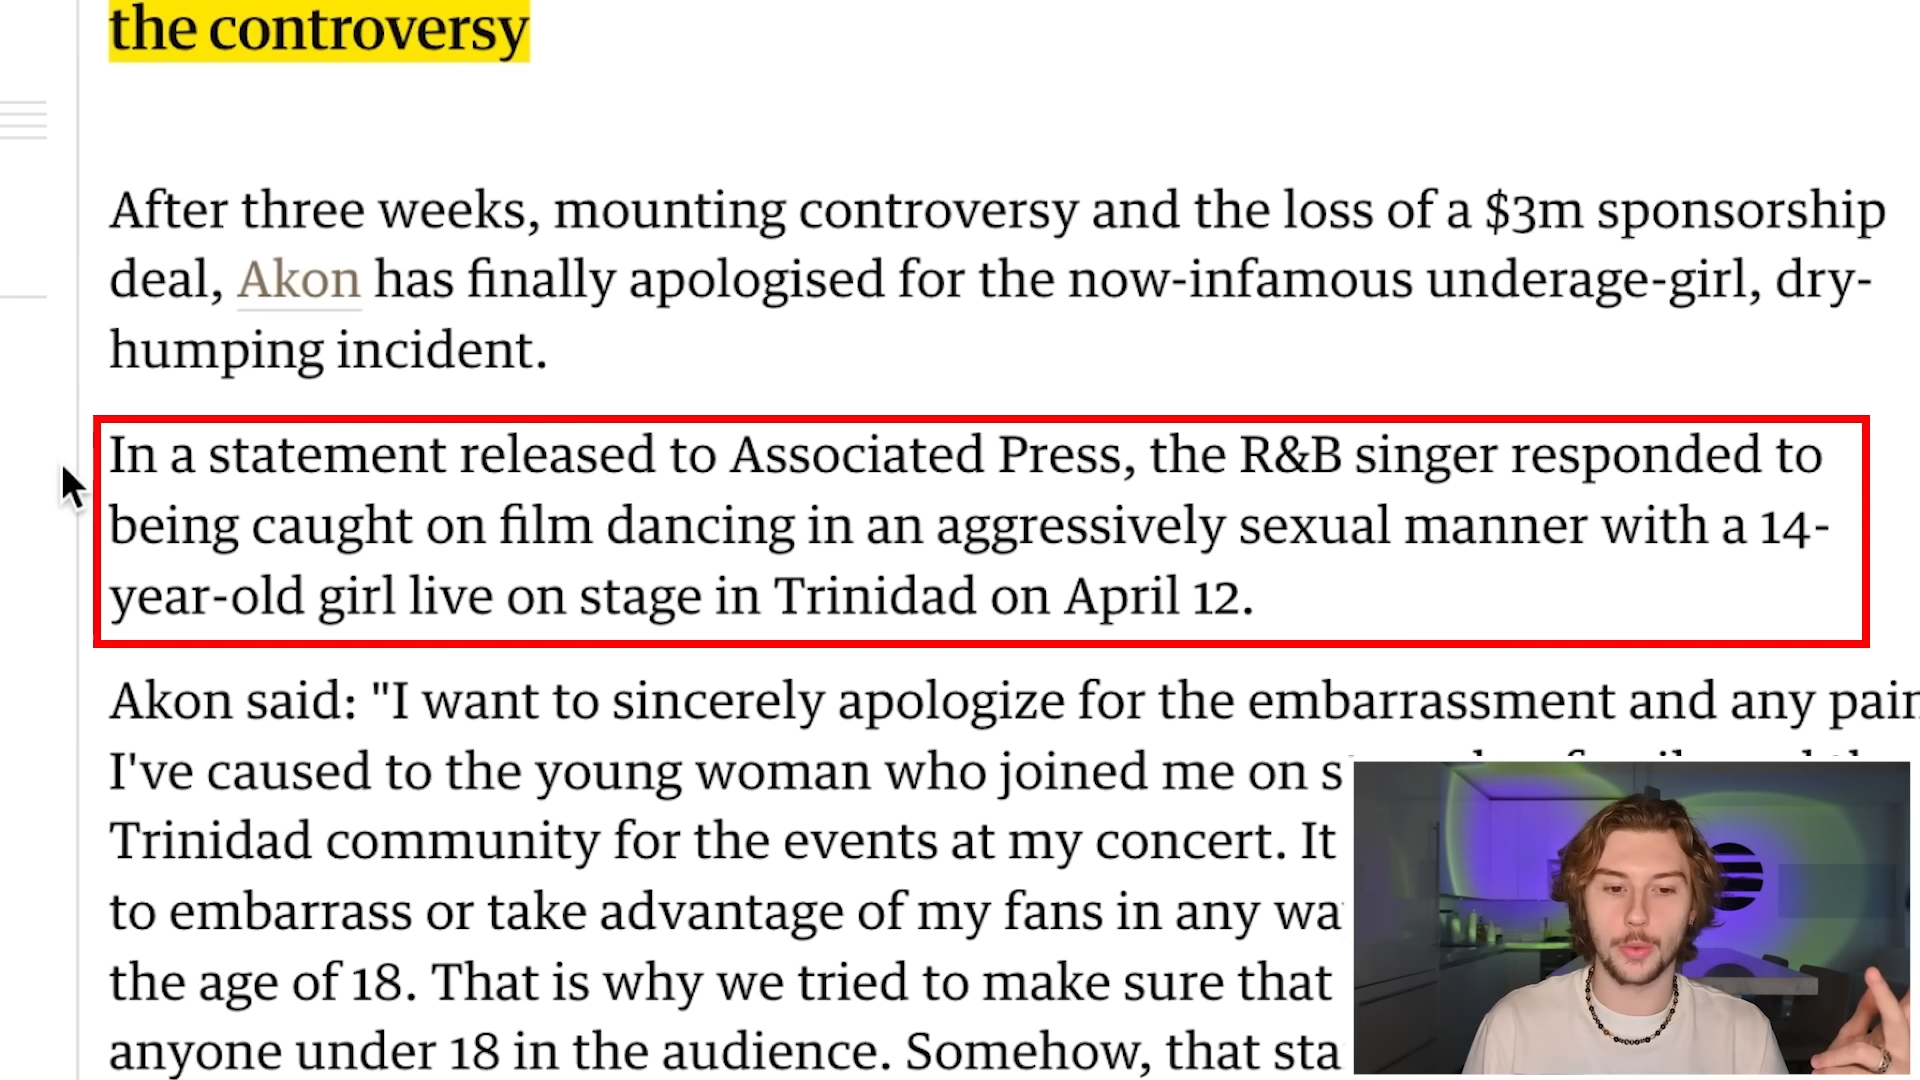 the controversy
After three weeks, mounting controversy and the loss of a $3m sponsorship
deal, Akon has finally apologised for the now-infamous underage-girl, dry-
humping incident.
In a statement released to Associated Press, the R&B singer responded to
being caught on film dancing in an aggressively sexual manner with a 14-
year-old girl live on stage in Trinidad on April 12.
Akon said: "I want to sincerely apologize for the embarrassment and any pain
I've caused to the young woman who joined me on
Trinidad community for the events at my concert. It
to embarrass or take advantage of my fans in any
the age of 18. That is why we tried to make sure that
anyone under 18 in the audience. Somehow, that